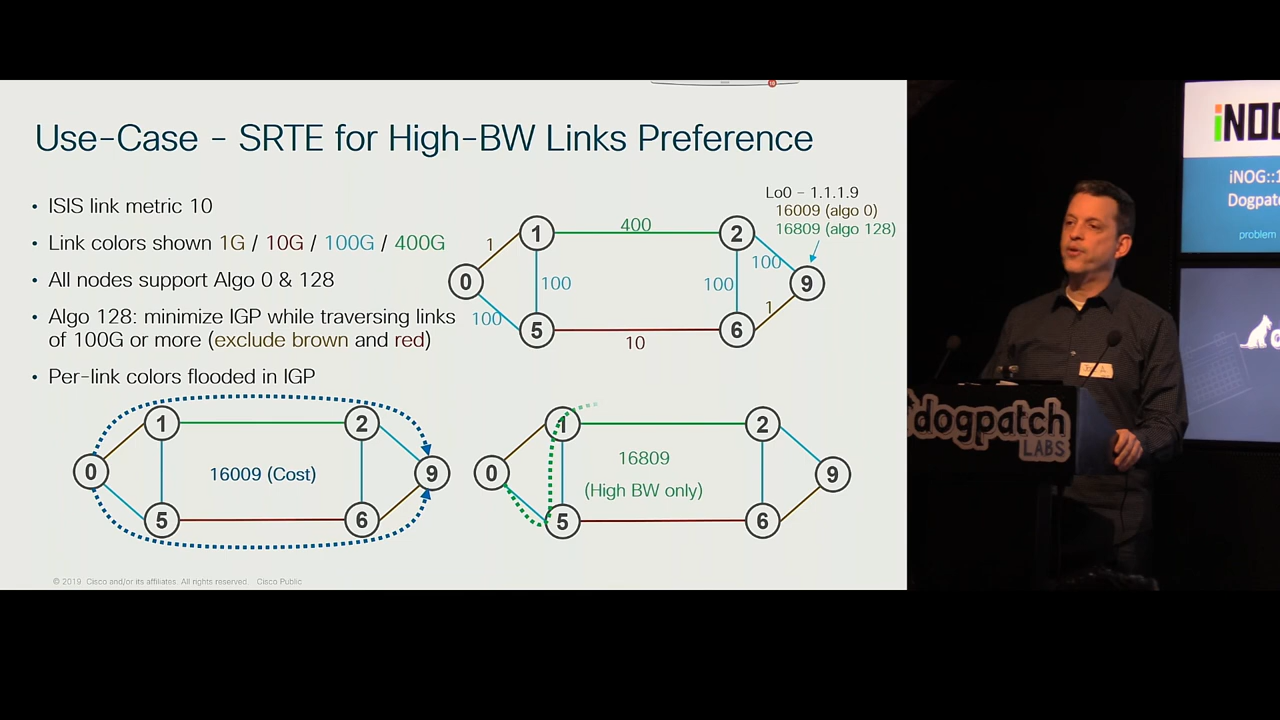 Use-Case - SRTE for High-BW Links Preference
• ISIS link metric 10
• Link colors shown 1G / 10G / 100G / 400G
• All nodes support Algo 0 & 128
• Algo 128: minimize IGP while traversing links
of 100G or more (exclude brown and red)
• Per-link colors flooded in IGP
Lo0 - 1.1.1.9
16009 (algo 0)
16809 (algo 128)
1
400
2
1
100
0
100
100
9
100
1
5
10
6
1
2
0
16009 (Cost)
9
5
6
1
2
16809
0
(High BW only)
9
5
6
© 2019 Cisco and/or its affiliates. All rights reserved. Cisco Public
iNOG
iNOG::1
Dogpatc
problem
dogpatch
LABS